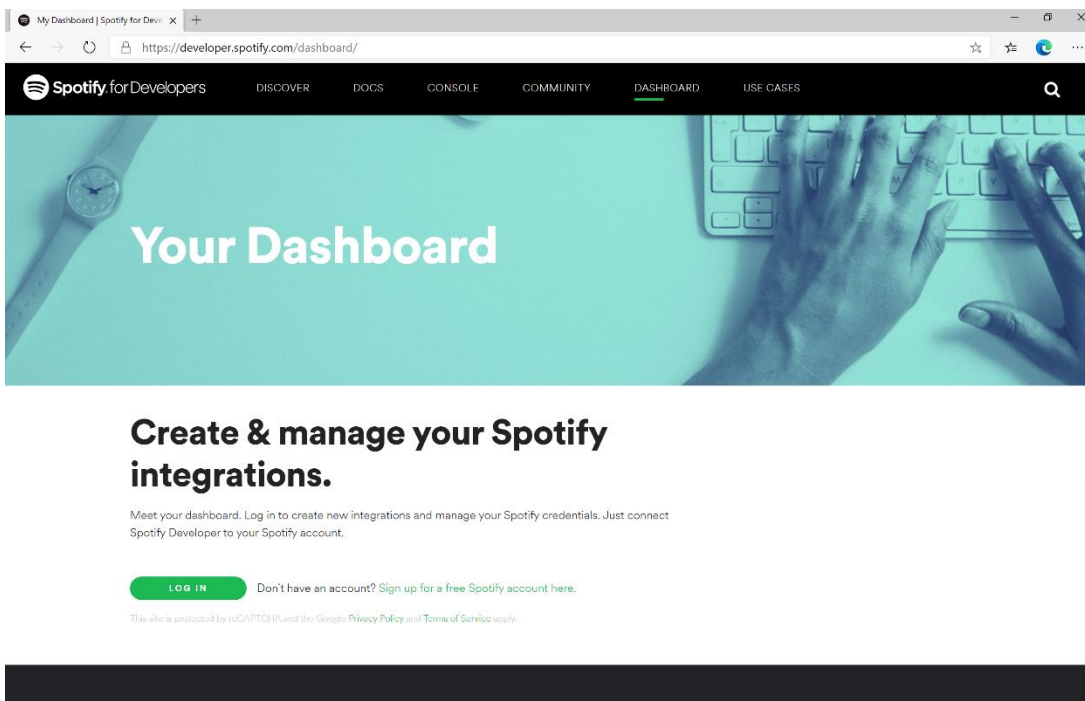 My Dashboard | Spotify for Deve
https://developer.spotify.com/dashboard/
Spotify for Developers DISCOVER DOCS CONSOLE COMMUNITY DASHBOARD USE CASES
Your Dashboard
Create & manage your Spotify
integrations.
Meet your dashboard. Log in to create new integrations and manage your Spotify credentials. Just connect
Spotify Developer to your Spotify account.
LOG IN Don't have an account? Sign up for a free Spotify account here.
This site is protected by reCAPTCHA and the Google Privacy Policy and Terms of Service apply.